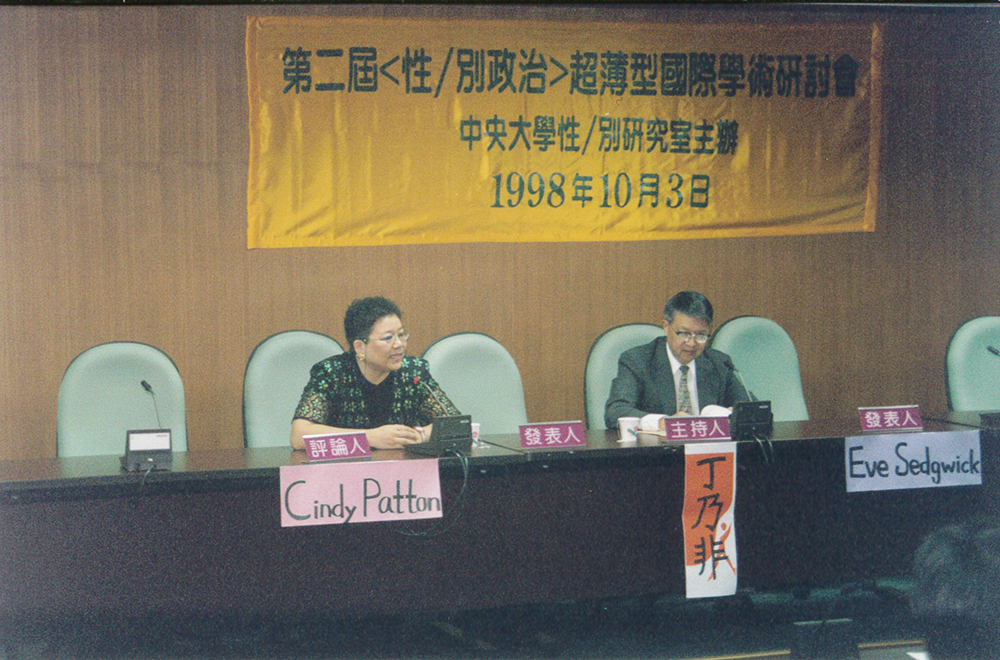 第二屆<性/別政治>超薄型國際學術研討會
中央大學性/別研究室主辦
1998年10月3日
評論人
發表人
主持人
發表人
Cindy Patton
丁乃非
Eve Sedgwick